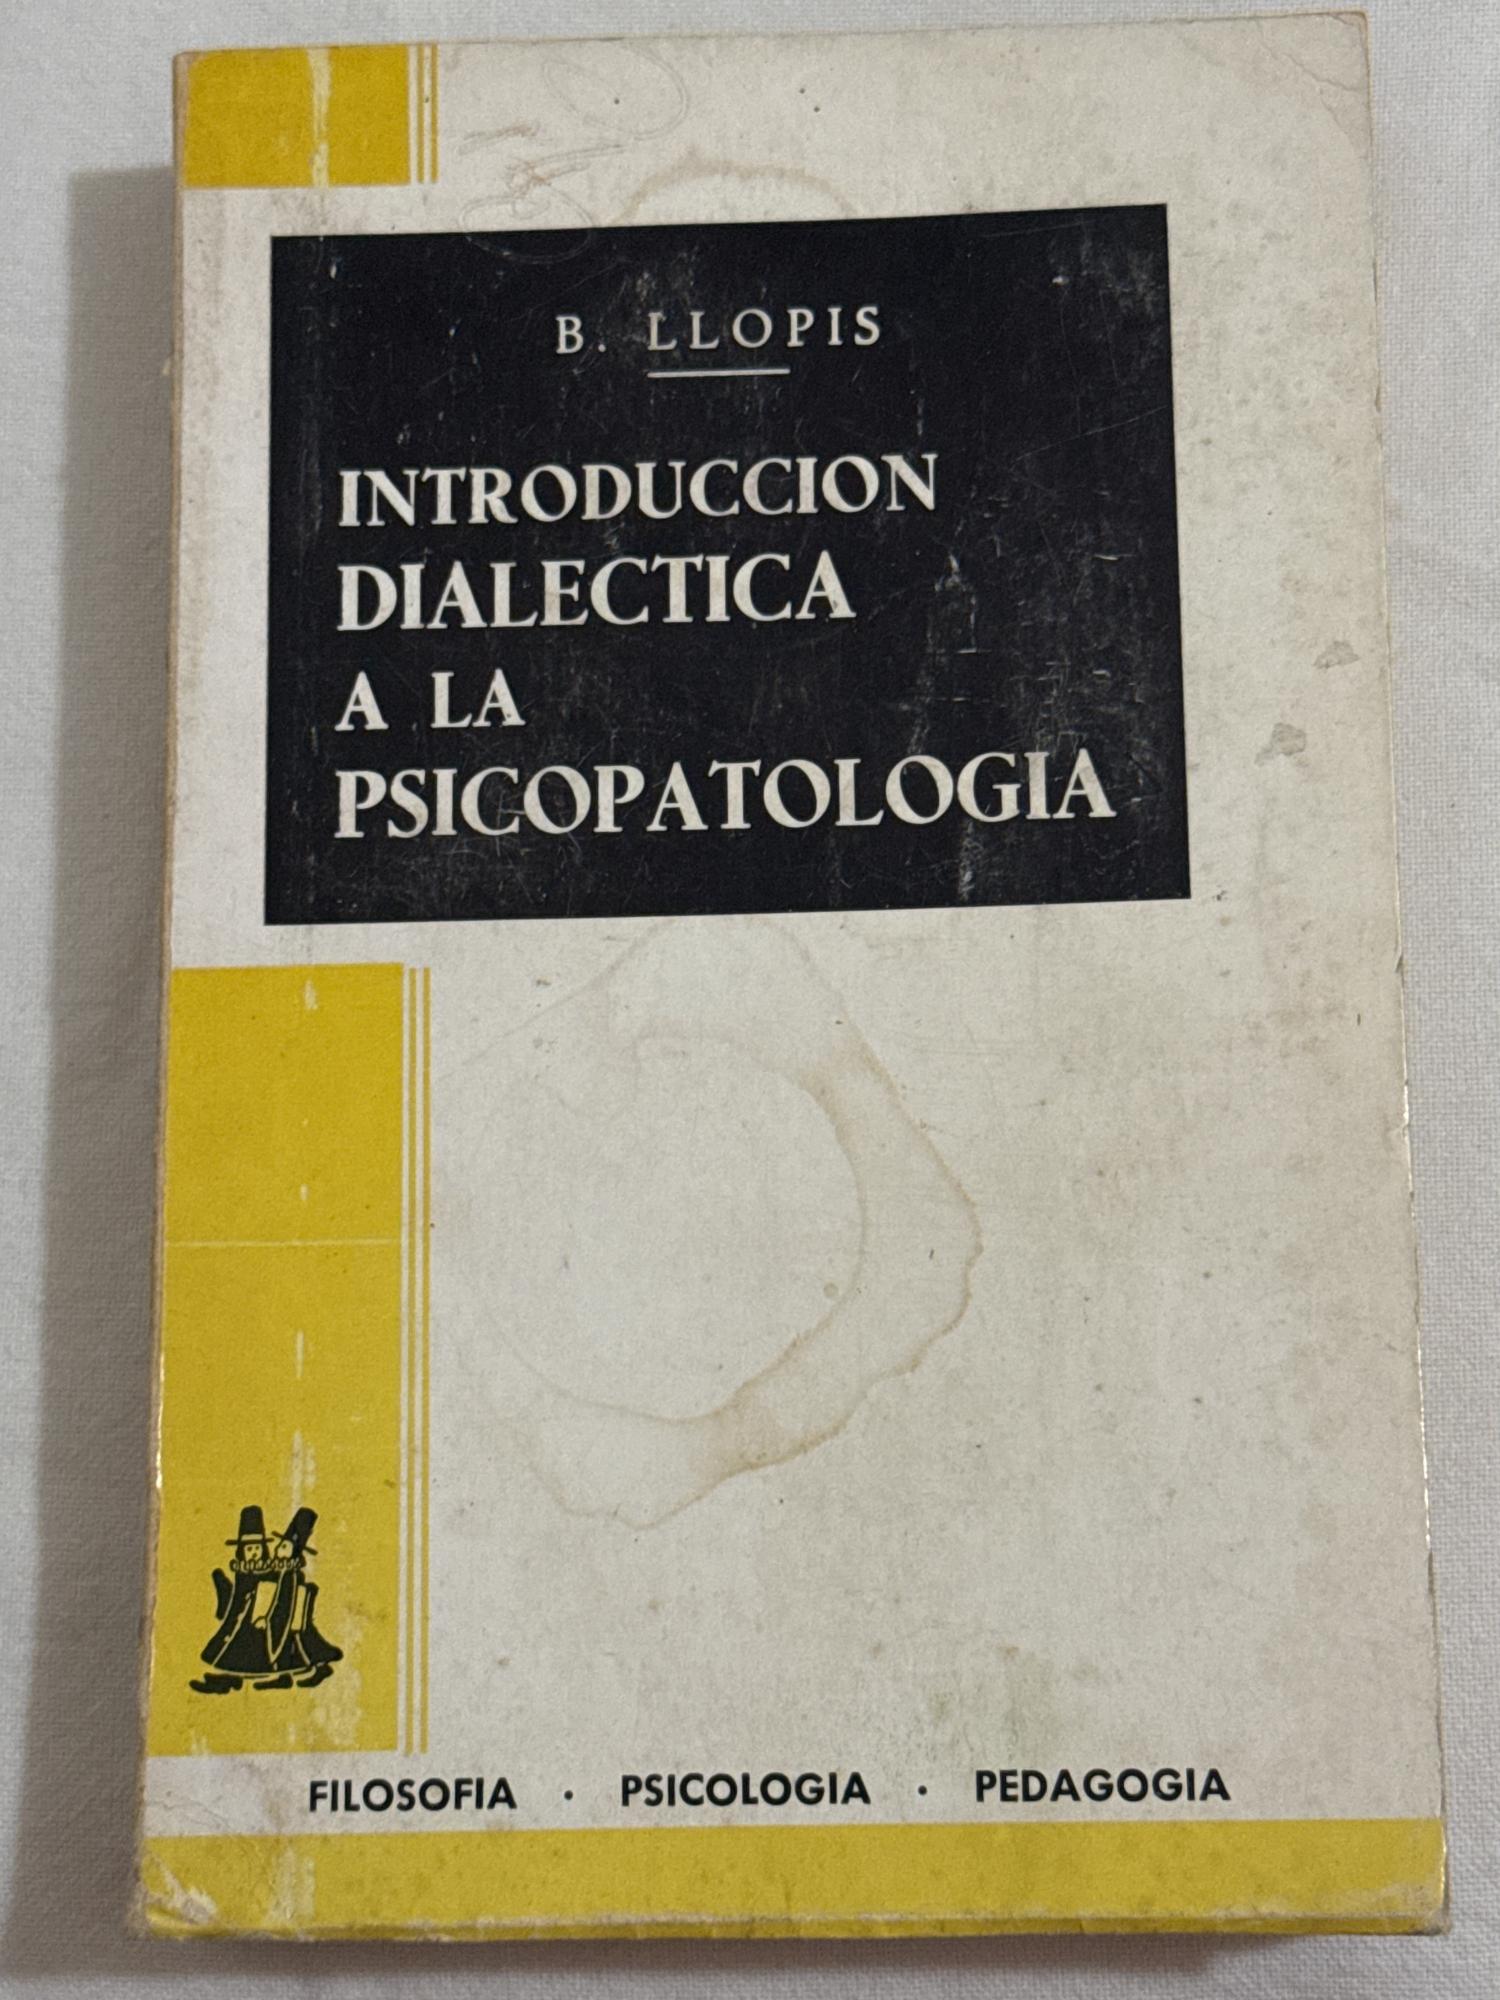 B. LLOPIS
INTRODUCCION
DIALECTICA
A LA
PSICOPATOLOGIA
FILOSOFIA · PSICOLOGIA · PEDAGOGIA